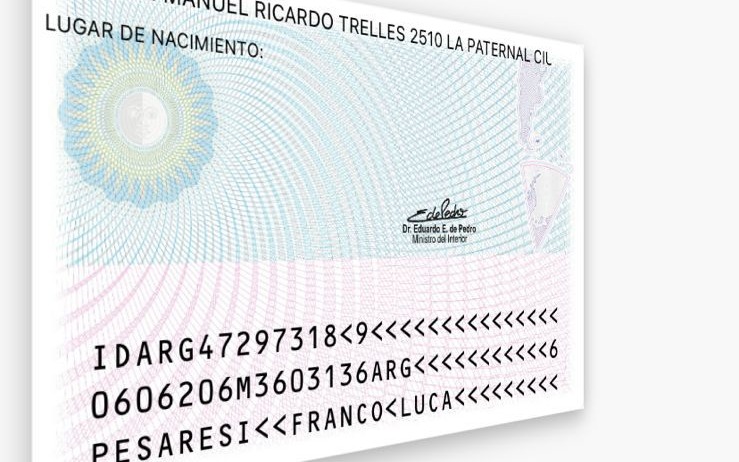 MANUEL RICARDO TRELLES 2510 LA PATERNAL CIU
LUGAR DE NACIMIENTO:
Dr. Eduardo E. de Pedro
Ministro del Interior
IDARG47297318<9<<<<<<<<<<<<<<<
0606206M3603136ARG<<<<<<<<<<<6
PESARESI<<FRANCO<LUCA<<<<<<<<<